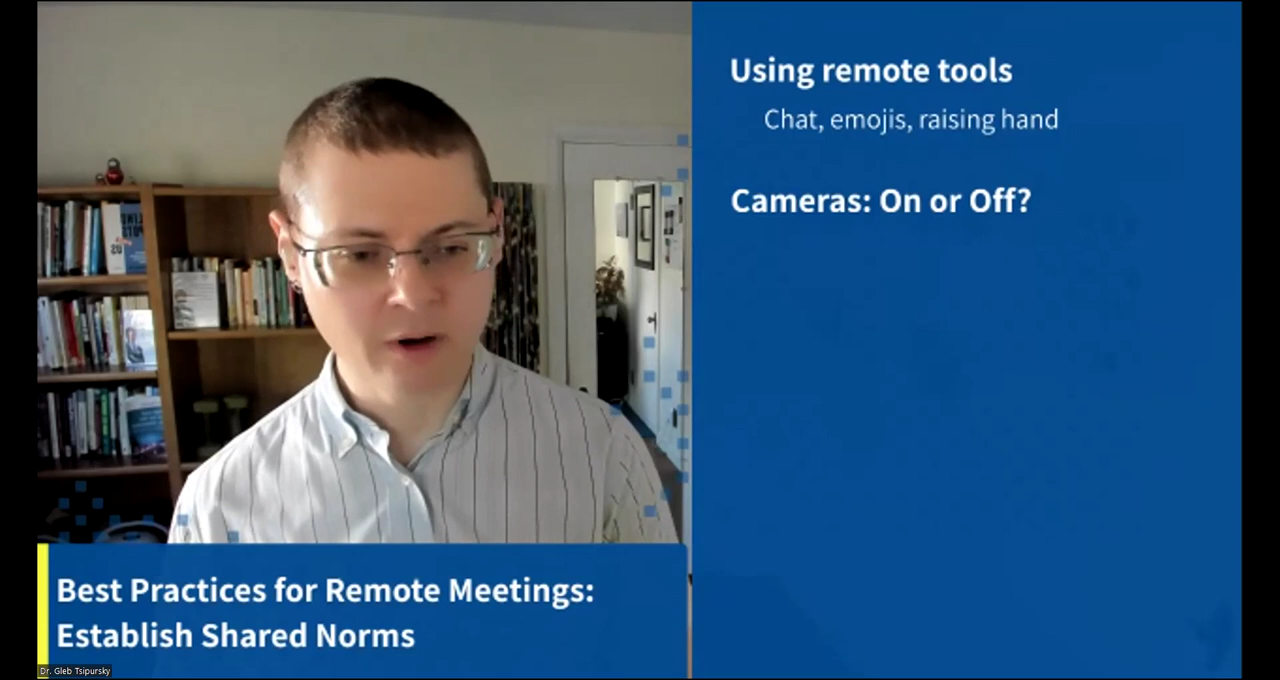 Using remote tools
Chat, emojis, raising hand
Cameras: On or Off?
Best Practices for Remote Meetings:
Establish Shared Norms
Dr. Gleb Tsipursky